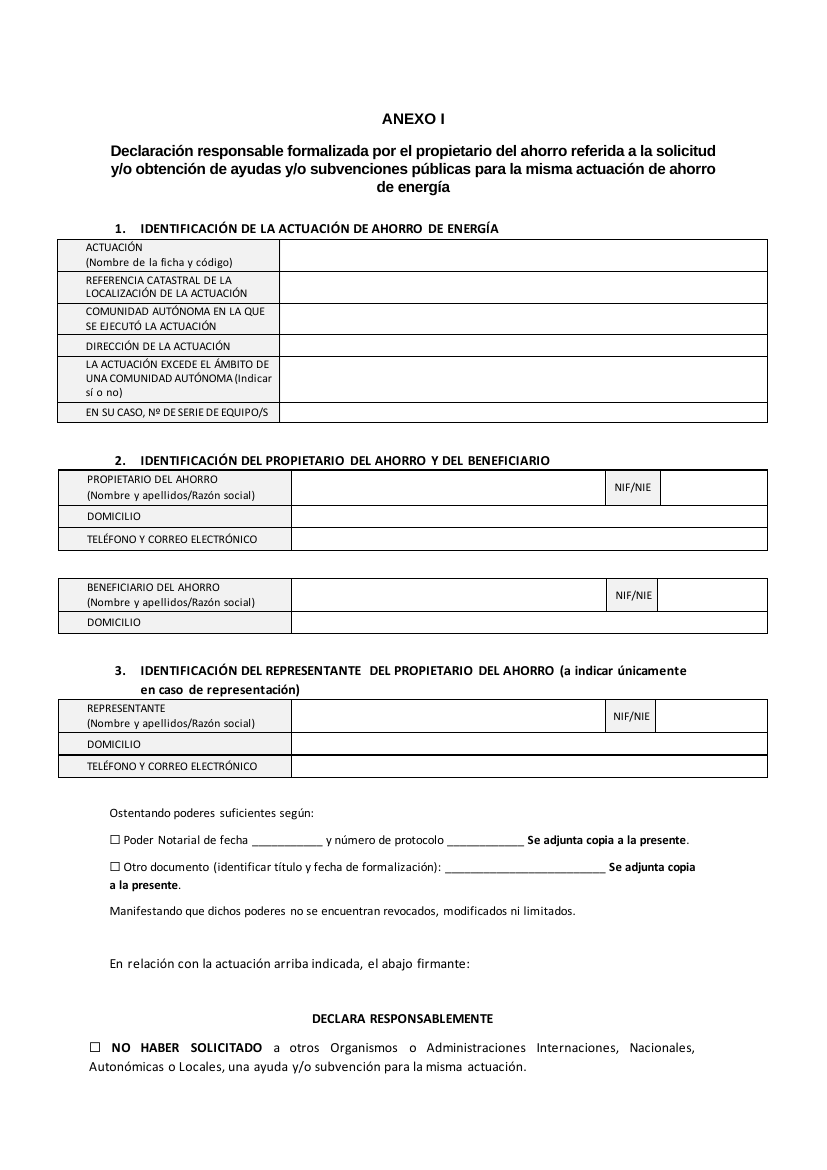 ANEXO I
Declaración responsable formalizada por el propietario del ahorro referida a la solicitud
y/o obtención de ayudas y/o subvenciones públicas para la misma actuación de ahorro
de energía
1. IDENTIFICACIÓN DE LA ACTUACIÓN DE AHORRO DE ENERGÍA
ACTUACIÓN
(Nombre de la ficha y código)
REFERENCIA CATASTRAL DE LA
LOCALIZACIÓN DE LA ACTUACIÓN
COMUNIDAD AUTÓNOMA EN LA QUE
SE EJECUTÓ LA ACTUACIÓN
DIRECCIÓN DE LA ACTUACIÓN
LA ACTUACIÓN EXCEDE EL ÁMBITO DE
UNA COMUNIDAD AUTÓNOMA (Indicar
sí o no)
EN SU CASO, Nº DE SERIE DE EQUIPO/S
2. IDENTIFICACIÓN DEL PROPIETARIO DEL AHORRO Y DEL BENEFICIARIO
PROPIETARIO DEL AHORRO
(Nombre y apellidos/Razón social)
NIF/NIE
DOMICILIO
TELÉFONO Y CORREO ELECTRÓNICO
BENEFICIARIO DEL AHORRO
(Nombre y apellidos/Razón social)
NIF/NIE
DOMICILIO
3. IDENTIFICACIÓN DEL REPRESENTANTE DEL PROPIETARIO DEL AHORRO (a indicar únicamente
en caso de representación)
REPRESENTANTE
(Nombre y apellidos/Razón social)
NIF/NIE
DOMICILIO
TELÉFONO Y CORREO ELECTRÓNICO
Ostentando poderes suficientes según:
☐ Poder Notarial de fecha ___________ y número de protocolo ____________ Se adjunta copia a la presente.
☐ Otro documento (identificar título y fecha de formalización): _________________________ Se adjunta copia
a la presente.
Manifestando que dichos poderes no se encuentran revocados, modificados ni limitados.
En relación con la actuación arriba indicada, el abajo firmante:
DECLARA RESPONSABLEMENTE
☐ NO HABER SOLICITADO a otros Organismos o Administraciones Internaciones, Nacionales,
Autonómicas o Locales, una ayuda y/o subvención para la misma actuación.